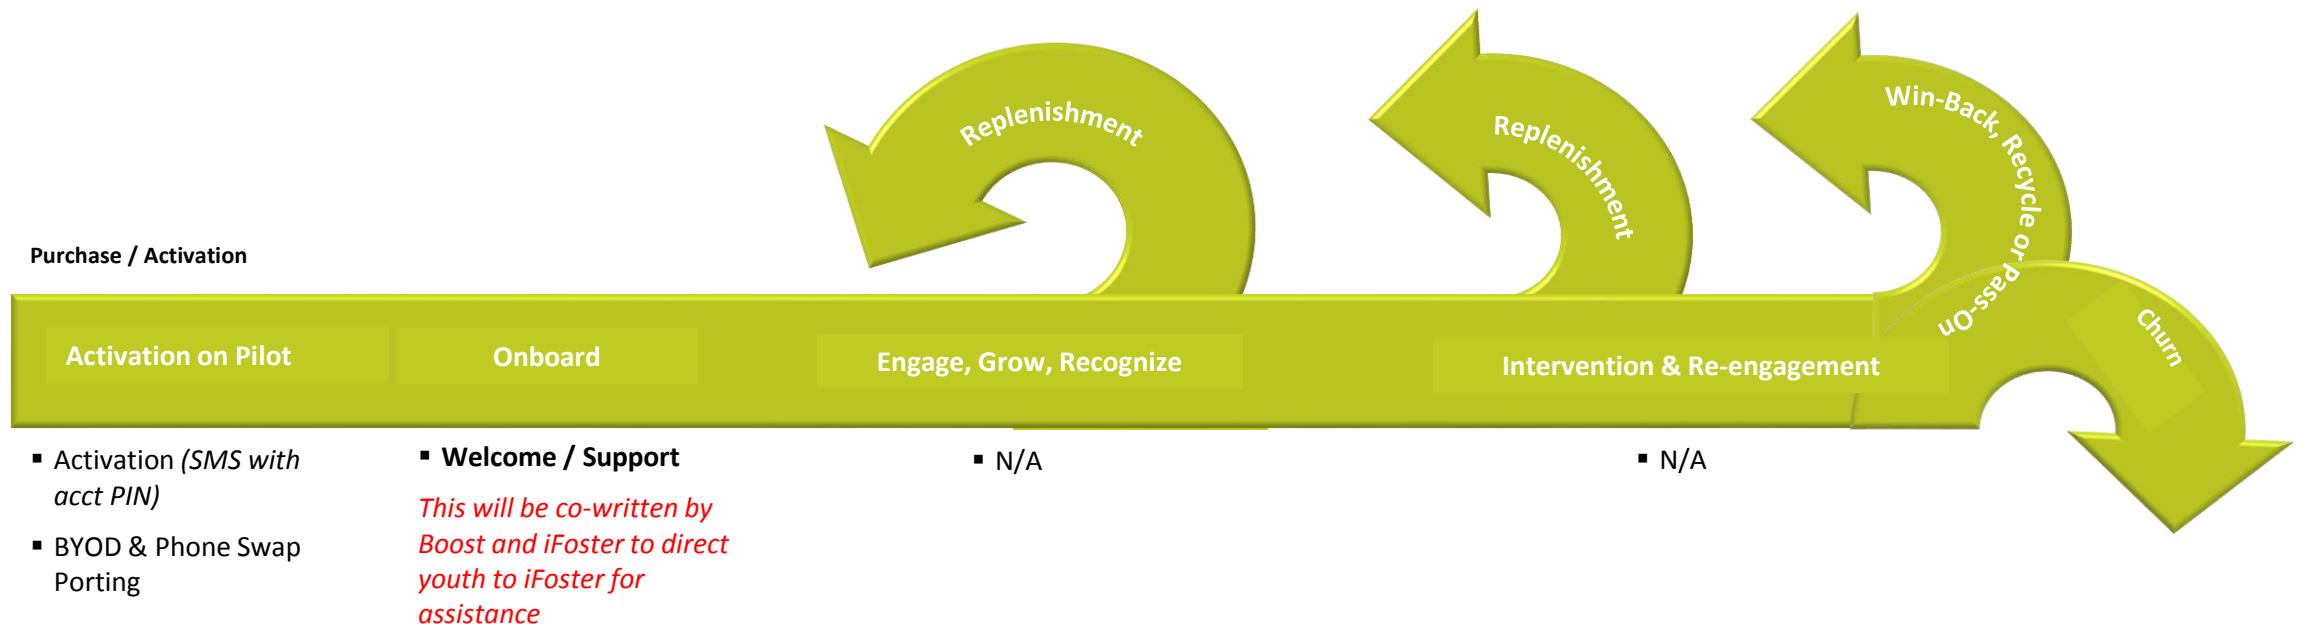 Replenishment
Replenishment
Win-Back, Recycle or Pass-On
Purchase / Activation
Activation on Pilot
Onboard
Engage, Grow, Recognize
Intervention & Re-engagement
Churn
▪ Activation (SMS with
acct PIN)
▪ BYOD & Phone Swap
Porting
▪ Welcome / Support
This will be co-written by
Boost and iFoster to direct
youth to iFoster for
assistance
▪ N/A
▪ N/A